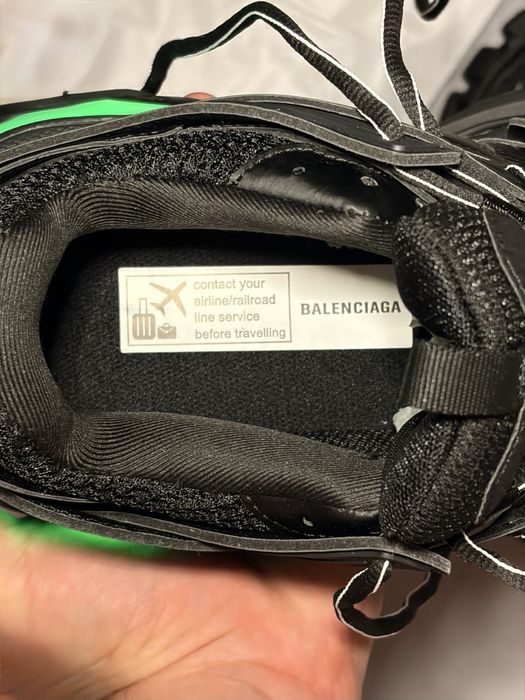 contact your
airline/railroad
line service
before travelling
BALENCIAGA